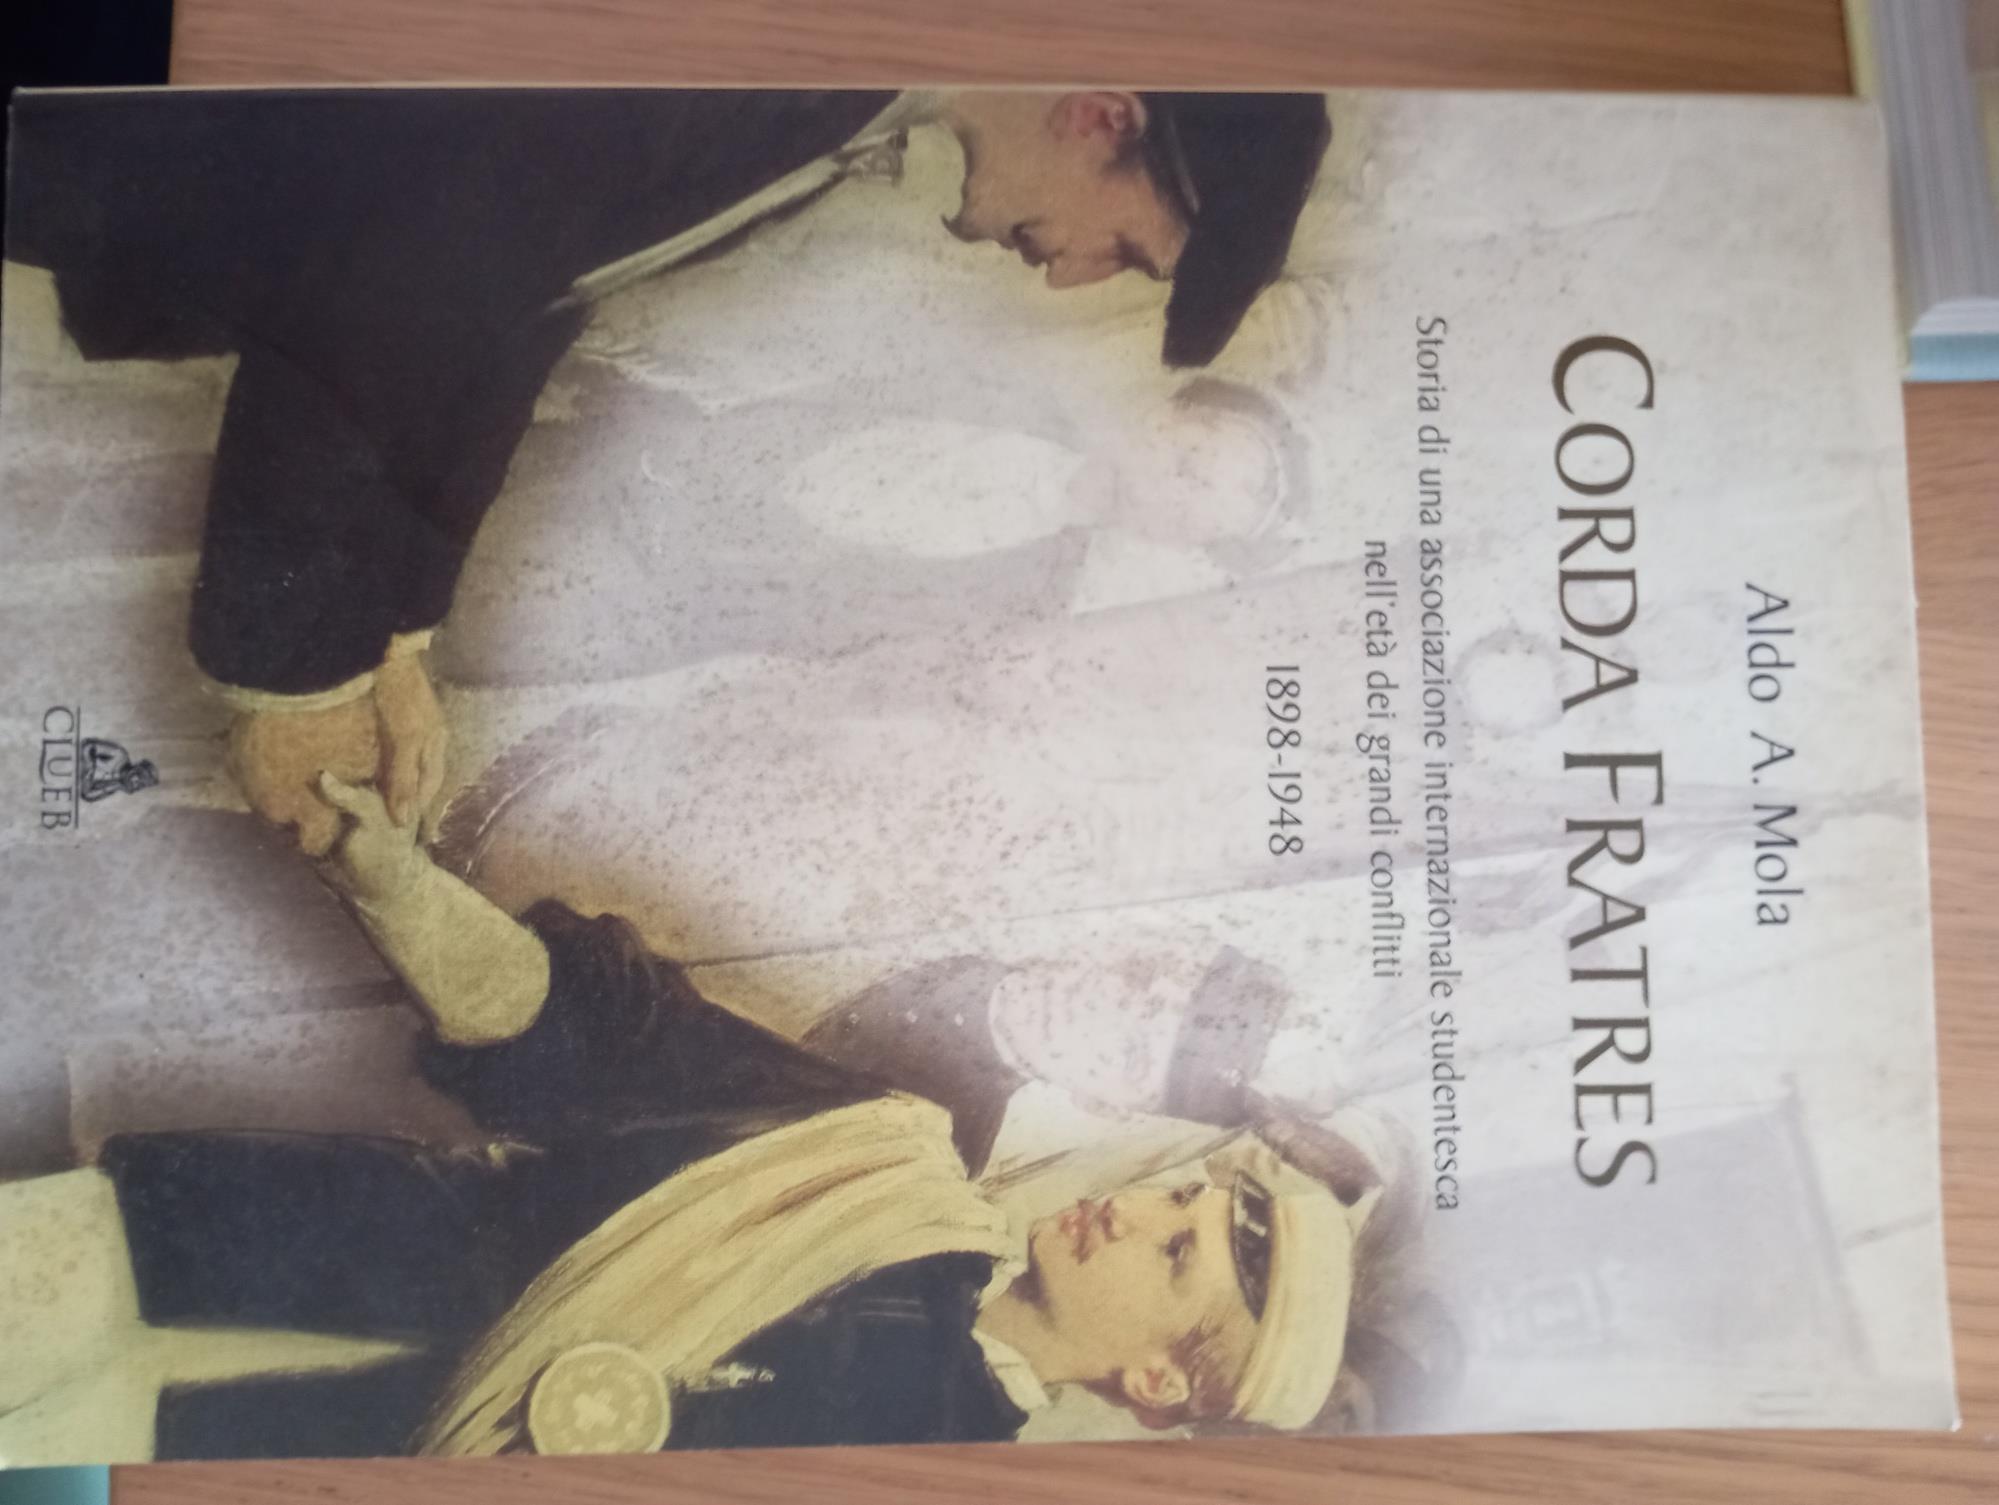 Aldo A. Mola
CORDA FRATRES
Storia di una associazione internazionale studentesca
nell'età dei grandi conflitti
1898-1948
CLUEB